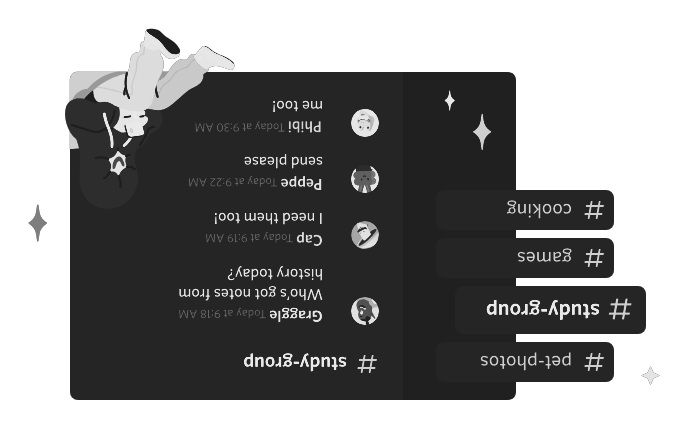 # pet-photos
# study-group
# games
# cooking
# study-group
Graggle Today at 9:18 AM
Who's got notes from
history today?
Cap Today at 9:19 AM
I need them too!
Peppe Today at 9:22 AM
send please
Phibi Today at 9:30 AM
me too!